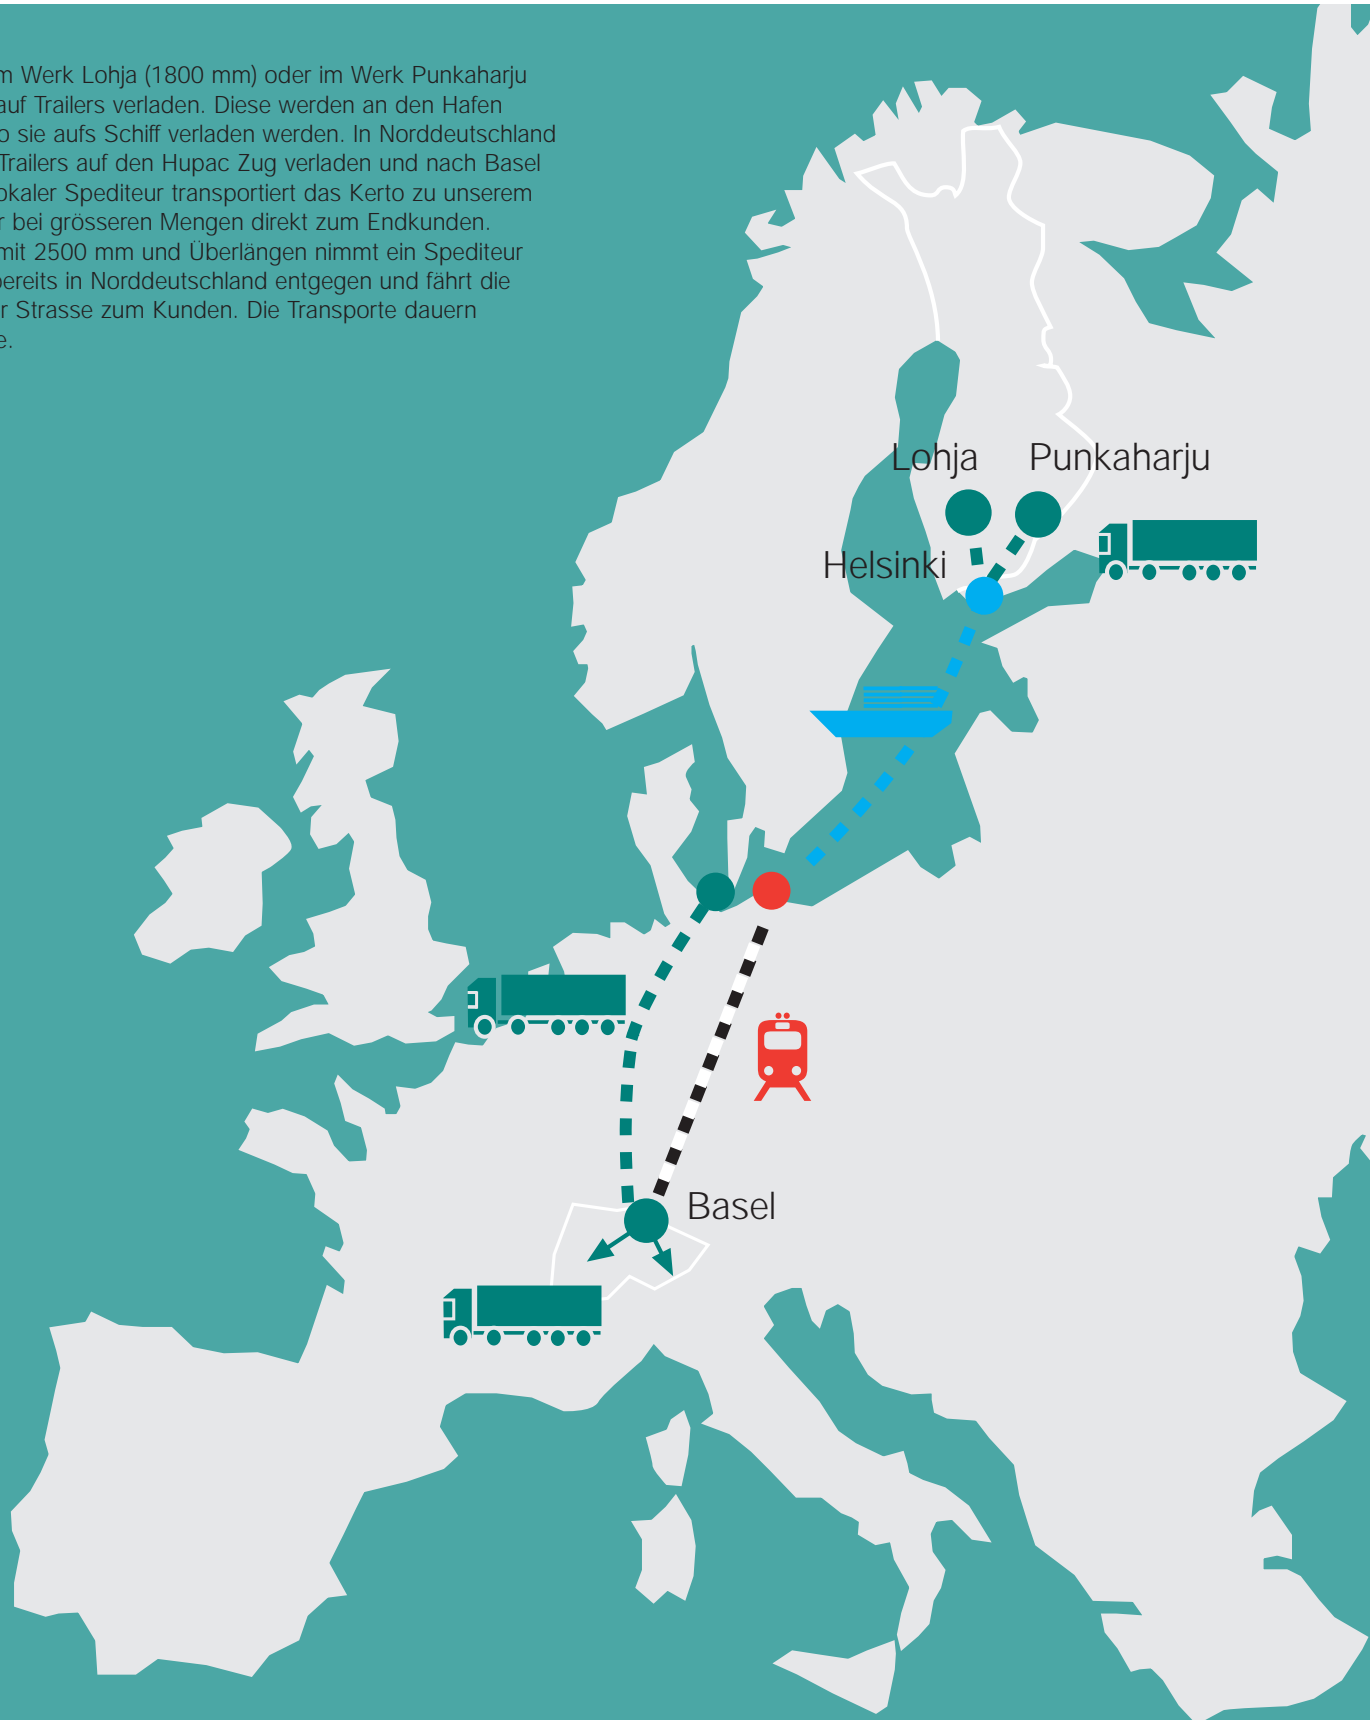 m Werk Lohja (1800 mm) oder im Werk Punkaharju
auf Trailers verladen. Diese werden an den Hafen
o sie aufs Schiff verladen werden. In Norddeutschland
Trailers auf den Hupac Zug verladen und nach Basel
okaler Spediteur transportiert das Kerto zu unserem
r bei grösseren Mengen direkt zum Endkunden.
mit 2500 mm und Überlängen nimmt ein Spediteur
bereits in Norddeutschland entgegen und fährt die
r Strasse zum Kunden. Die Transporte dauern
e.
Lohja
Punkaharju
Helsinki
Basel